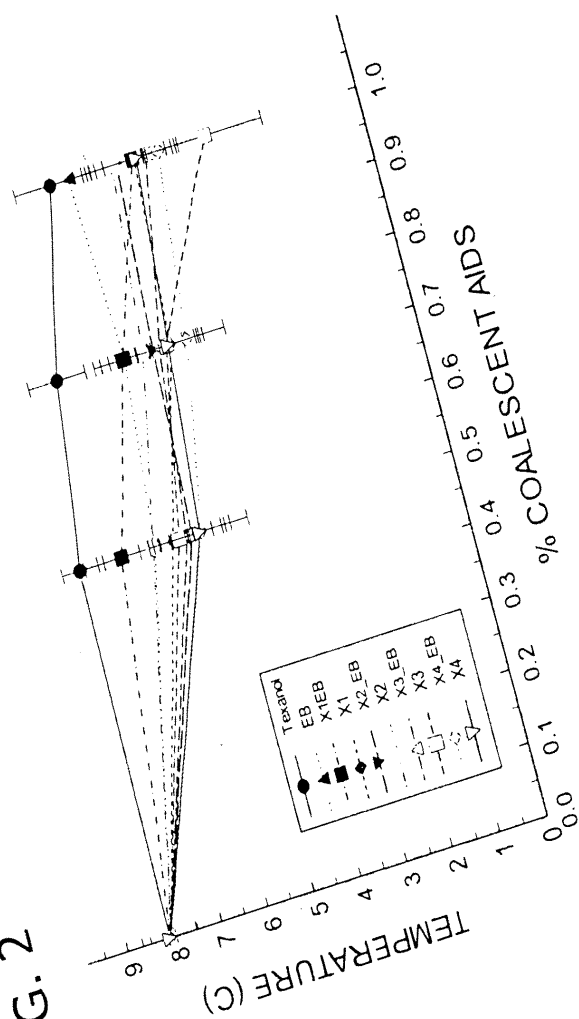 G. 2
TEMPERATURE (C)
9
8
7
6
5
4
3
2
1
0
0.0
0.1
0.2
0.3
0.4
0.5
0.6
0.7
0.8
0.9
1.0
% COALESCENT AIDS
Texanol
EB
X1EB
X1
X2_EB
X2
X3_EB
X3
X4_EB
X4